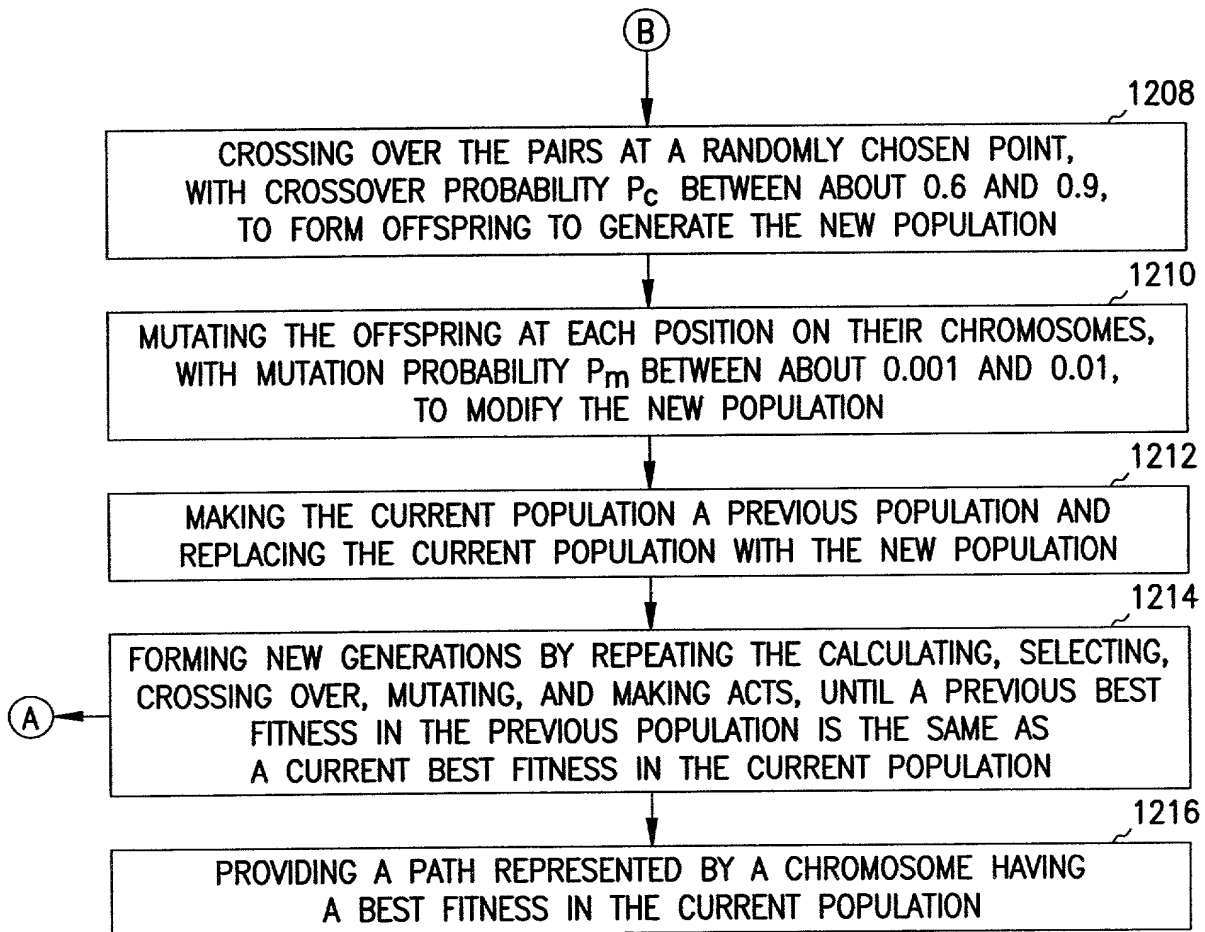 B
1208
CROSSING OVER THE PAIRS AT A RANDOMLY CHOSEN POINT,
WITH CROSSOVER PROBABILITY Pc BETWEEN ABOUT 0.6 AND 0.9,
TO FORM OFFSPRING TO GENERATE THE NEW POPULATION
1210
MUTATING THE OFFSPRING AT EACH POSITION ON THEIR CHROMOSOMES,
WITH MUTATION PROBABILITY Pm BETWEEN ABOUT 0.001 AND 0.01,
TO MODIFY THE NEW POPULATION
1212
MAKING THE CURRENT POPULATION A PREVIOUS POPULATION AND
REPLACING THE CURRENT POPULATION WITH THE NEW POPULATION
1214
FORMING NEW GENERATIONS BY REPEATING THE CALCULATING, SELECTING,
CROSSING OVER, MUTATING, AND MAKING ACTS, UNTIL A PREVIOUS BEST
FITNESS IN THE PREVIOUS POPULATION IS THE SAME AS
A CURRENT BEST FITNESS IN THE CURRENT POPULATION
A
1216
PROVIDING A PATH REPRESENTED BY A CHROMOSOME HAVING
A BEST FITNESS IN THE CURRENT POPULATION